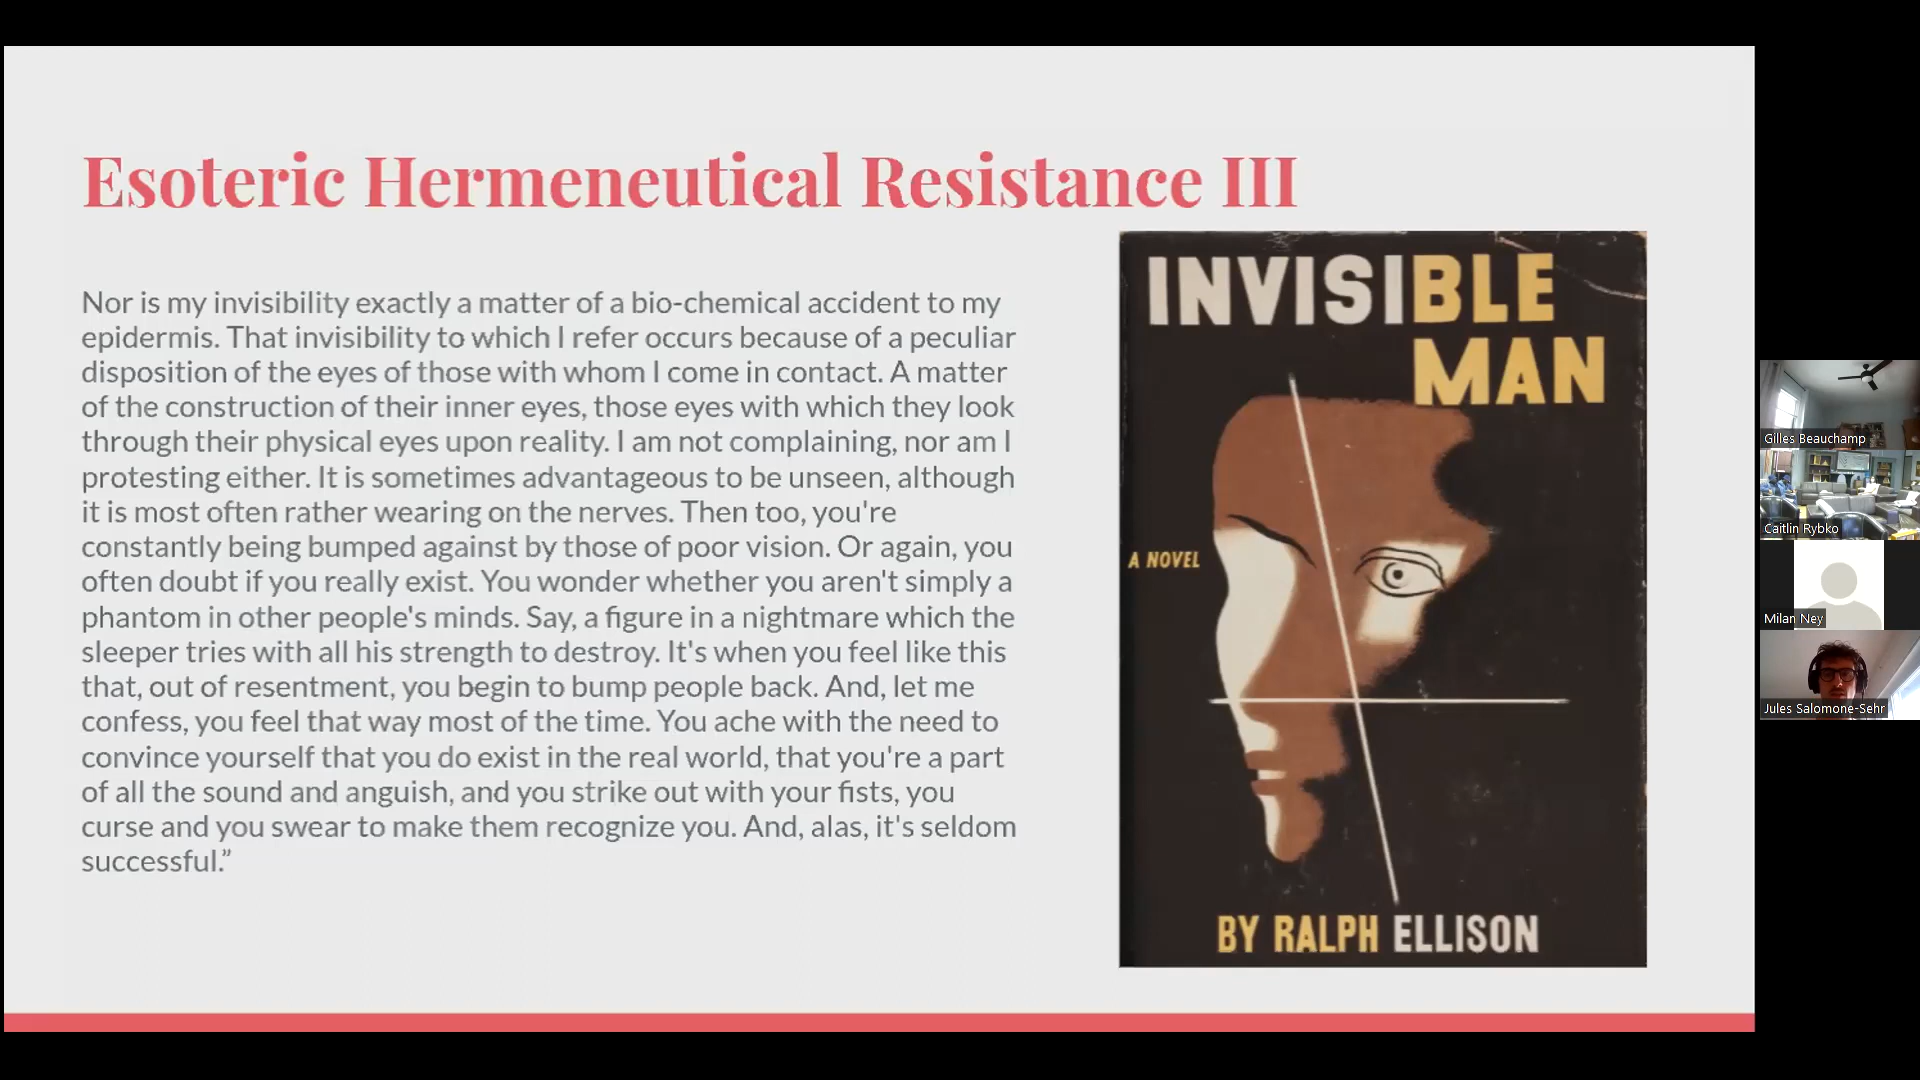 Esoteric Hermeneutical Resistance III
Nor is my invisibility exactly a matter of a bio-chemical accident to my
epidermis. That invisibility to which I refer occurs because of a peculiar
disposition of the eyes of those with whom I come in contact. A matter
of the construction of their inner eyes, those eyes with which they look
through their physical eyes upon reality. I am not complaining, nor am I
protesting either. It is sometimes advantageous to be unseen, although
it is most often rather wearing on the nerves. Then too, you're
constantly being bumped against by those of poor vision. Or again, you
often doubt if you really exist. You wonder whether you aren't simply a
phantom in other people's minds. Say, a figure in a nightmare which the
sleeper tries with all his strength to destroy. It's when you feel like this
that, out of resentment, you begin to bump people back. And, let me
confess, you feel that way most of the time. You ache with the need to
convince yourself that you do exist in the real world, that you're a part
of all the sound and anguish, and you strike out with your fists, you
curse and you swear to make them recognize you. And, alas, it's seldom
successful.”
INVISIBLE
MAN
A NOVEL
BY RALPH ELLISON
Gilles Beauchamp
Caitlin Rybko
Milan Ney
Jules Salomone-Sehr